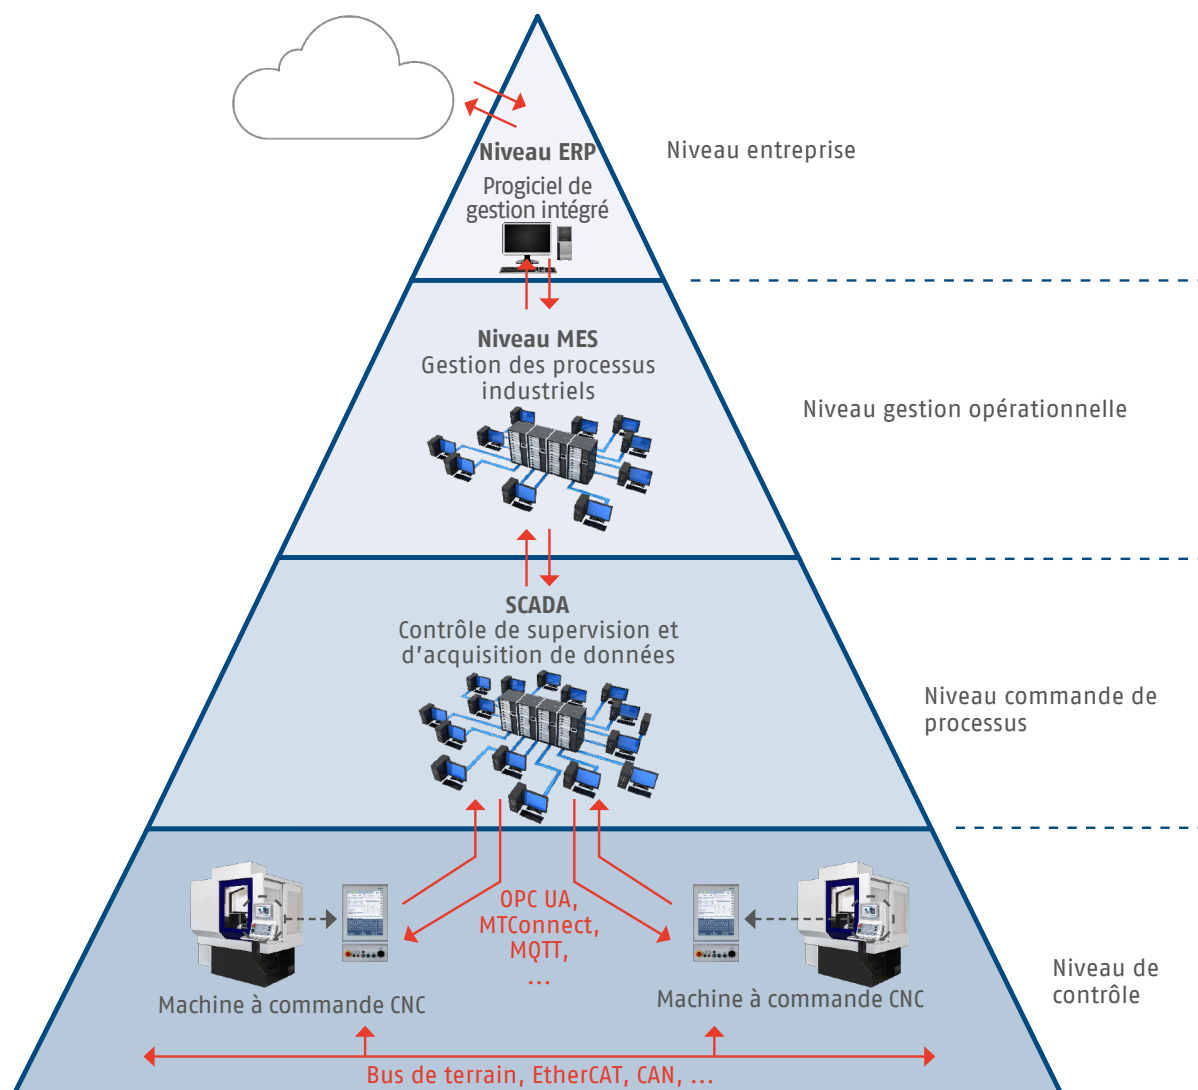 Niveau ERP
Niveau entreprise
Progiciel de
gestion intégré
Niveau MES
Gestion des processus
industriels
Niveau gestion opérationnelle
SCADA
Contrôle de supervision et
d’acquisition de données
Niveau commande de
processus
OPC UA,
MTConnect,
MQTT,
...
Machine à commande CNC
Machine à commande CNC
Niveau de
contrôle
Bus de terrain, EtherCAT, CAN, ...